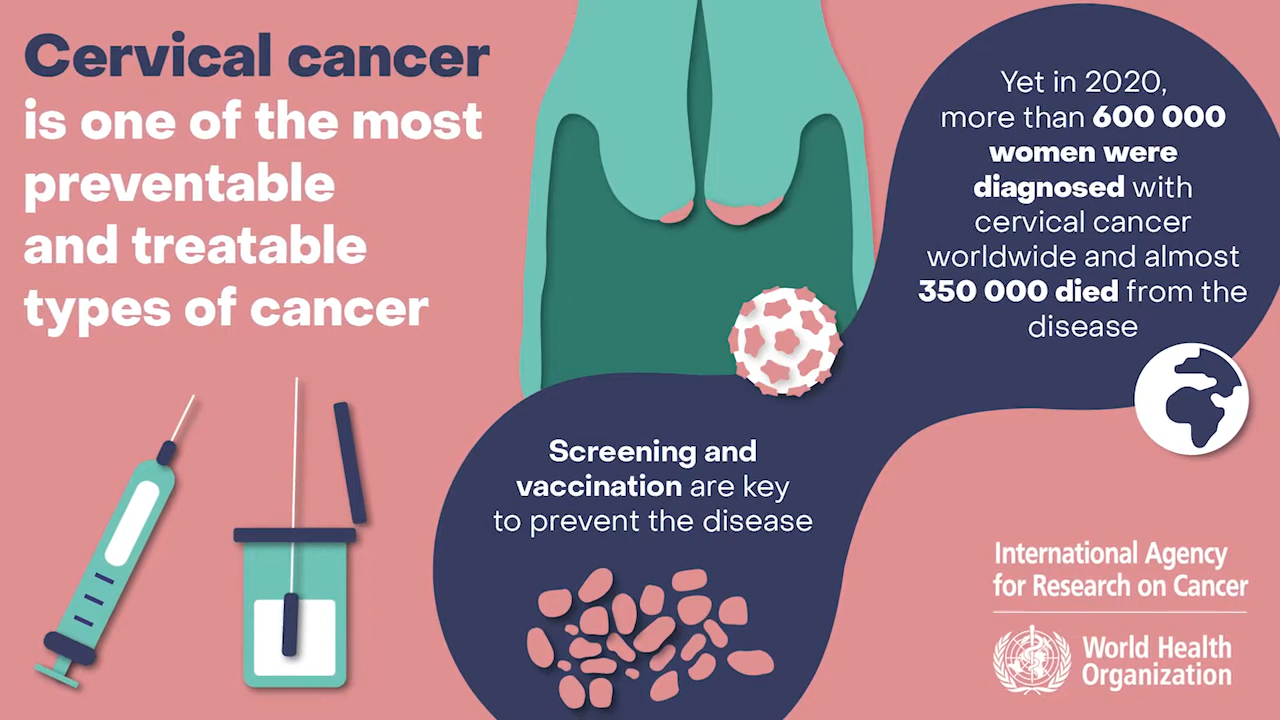 Cervical cancer
is one of the most
preventable
and treatable
types of cancer
Yet in 2020,
more than 600 000
women were
diagnosed with
cervical cancer
worldwide and almost
350 000 died from the
disease
Screening and
vaccination are key
to prevent the disease
International Agency
for Research on Cancer
World Health
Organization